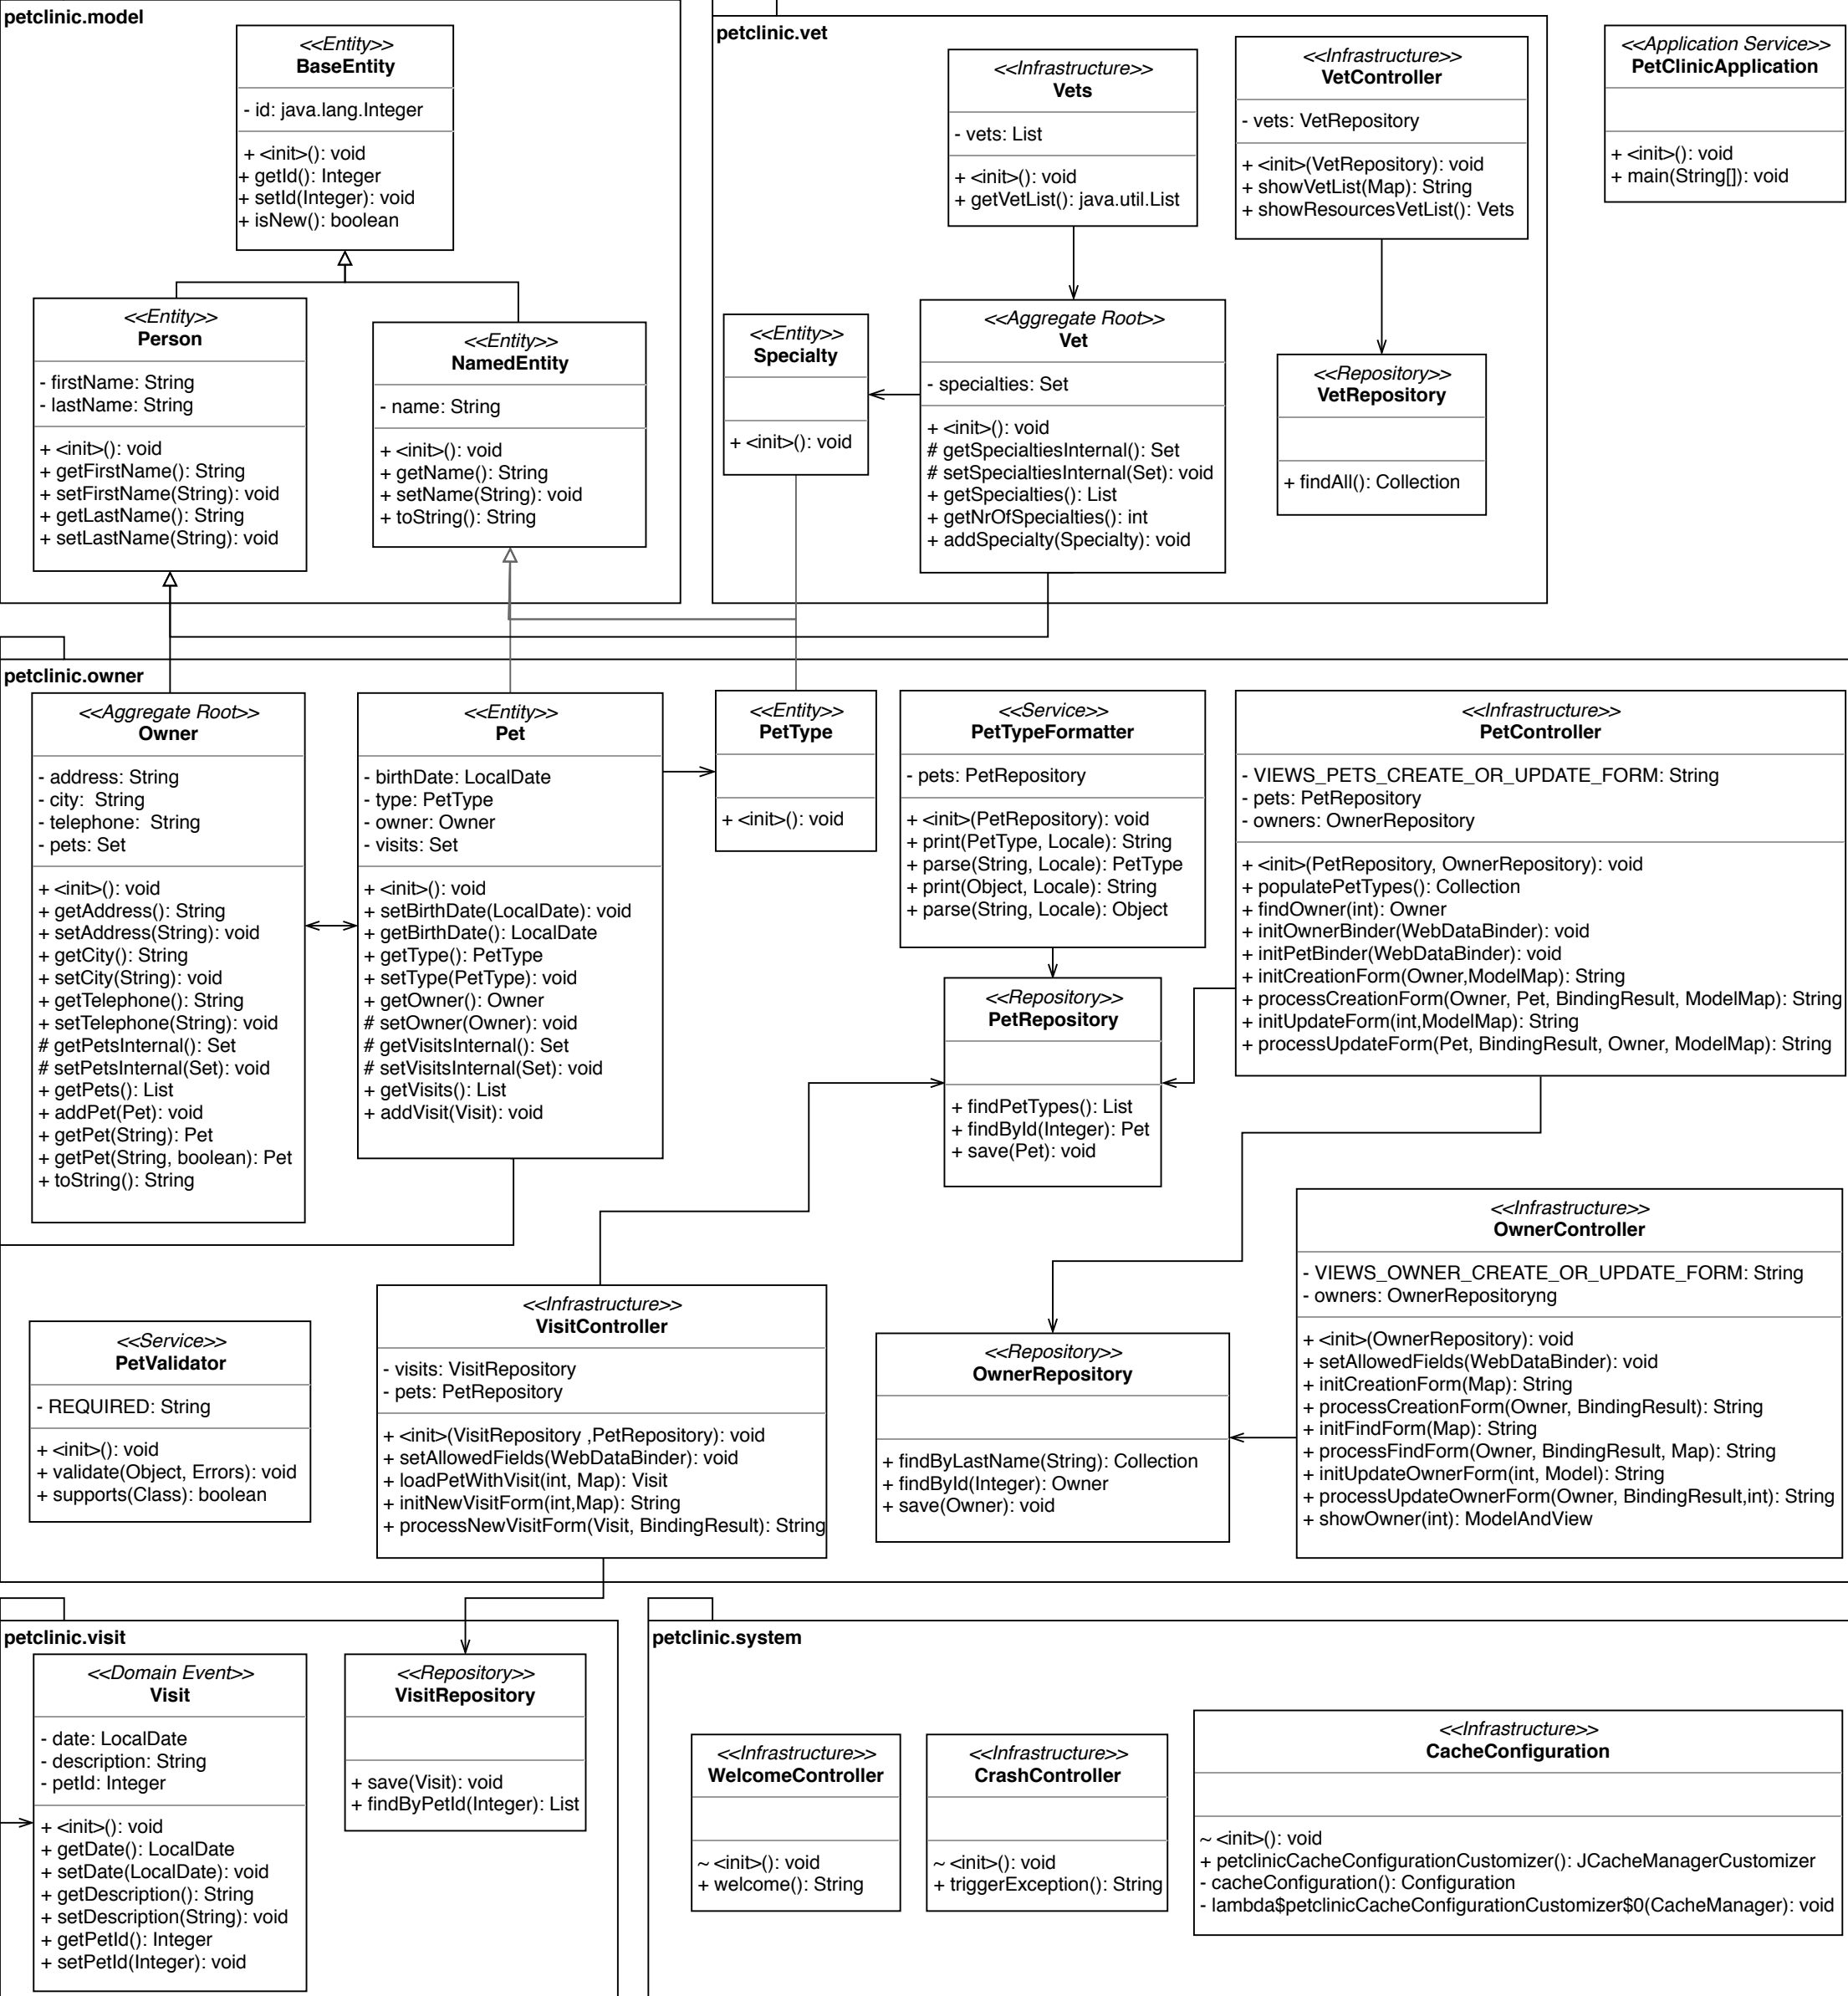 petclinic.model
<<Entity>>
BaseEntity
- id: java.lang.Integer
+ <init>(): void
+ getId(): Integer
+ setId(Integer): void
+ isNew(): boolean
<<Entity>>
Person
- firstName: String
- lastName: String
+ <init>(): void
+ getFirstName(): String
+ setFirstName(String): void
+ getLastName(): String
+ setLastName(String): void
<<Entity>>
NamedEntity
- name: String
+ <init>(): void
+ getName(): String
+ setName(String): void
+ toString(): String
petclinic.vet
<<Infrastructure>>
Vets
- vets: List
+ <init>(): void
+ getVetList(): java.util.List
<<Infrastructure>>
VetController
- vets: VetRepository
+ <init>(VetRepository): void
+ showVetList(Map): String
+ showResourcesVetList(): Vets
<<Entity>>
Specialty
+ <init>(): void
<<Aggregate Root>>
Vet
- specialties: Set
+ <init>(): void
# getSpecialtiesInternal(): Set
# setSpecialtiesInternal(Set): void
+ getSpecialties(): List
+ getNrOfSpecialties(): int
+ addSpecialty(Specialty): void
<<Repository>>
VetRepository
+ findAll(): Collection
<<Application Service>>
PetClinicApplication
+ <init>(): void
+ main(String[]): void
petclinic.owner
<<Aggregate Root>>
Owner
- address: String
- city:  String
- telephone:  String
- pets: Set
+ <init>(): void
+ getAddress(): String
+ setAddress(String): void
+ getCity(): String
+ setCity(String): void
+ getTelephone(): String
+ setTelephone(String): void
# getPetsInternal(): Set
# setPetsInternal(Set): void
+ getPets(): List
+ addPet(Pet): void
+ getPet(String): Pet
+ getPet(String, boolean): Pet
+ toString(): String
<<Entity>>
Pet
- birthDate: LocalDate
- type: PetType
- owner: Owner
- visits: Set
+ <init>(): void
+ setBirthDate(LocalDate): void
+ getBirthDate(): LocalDate
+ getType(): PetType
+ setType(PetType): void
+ getOwner(): Owner
# setOwner(Owner): void
# getVisitsInternal(): Set
# setVisitsInternal(Set): void
+ getVisits(): List
+ addVisit(Visit): void
<<Entity>>
PetType
+ <init>(): void
<<Service>>
PetTypeFormatter
- pets: PetRepository
+ <init>(PetRepository): void
+ print(PetType, Locale): String
+ parse(String, Locale): PetType
+ print(Object, Locale): String
+ parse(String, Locale): Object
<<Infrastructure>>
PetController
- VIEWS_PETS_CREATE_OR_UPDATE_FORM: String
- pets: PetRepository
- owners: OwnerRepository
+ <init>(PetRepository, OwnerRepository): void
+ populatePetTypes(): Collection
+ findOwner(int): Owner
+ initOwnerBinder(WebDataBinder): void
+ initPetBinder(WebDataBinder): void
+ initCreationForm(Owner,ModelMap): String
+ processCreationForm(Owner, Pet, BindingResult, ModelMap): String
+ initUpdateForm(int,ModelMap): String
+ processUpdateForm(Pet, BindingResult, Owner, ModelMap): String
<<Repository>>
PetRepository
+ findPetTypes(): List
+ findById(Integer): Pet
+ save(Pet): void
<<Infrastructure>>
OwnerController
- VIEWS_OWNER_CREATE_OR_UPDATE_FORM: String
- owners: OwnerRepositoryng
+ <init>(OwnerRepository): void
+ setAllowedFields(WebDataBinder): void
+ initCreationForm(Map): String
+ processCreationForm(Owner, BindingResult): String
+ initFindForm(Map): String
+ processFindForm(Owner, BindingResult, Map): String
+ initUpdateOwnerForm(int, Model): String
+ processUpdateOwnerForm(Owner, BindingResult,int): String
+ showOwner(int): ModelAndView
<<Service>>
PetValidator
- REQUIRED: String
+ <init>(): void
+ validate(Object, Errors): void
+ supports(Class): boolean
<<Infrastructure>>
VisitController
- visits: VisitRepository
- pets: PetRepository
+ <init>(VisitRepository ,PetRepository): void
+ setAllowedFields(WebDataBinder): void
+ loadPetWithVisit(int, Map): Visit
+ initNewVisitForm(int,Map): String
+ processNewVisitForm(Visit, BindingResult): String
<<Repository>>
OwnerRepository
+ findByLastName(String): Collection
+ findById(Integer): Owner
+ save(Owner): void
petclinic.visit
<<Domain Event>>
Visit
- date: LocalDate
- description: String
- petId: Integer
+ <init>(): void
+ getDate(): LocalDate
+ setDate(LocalDate): void
+ getDescription(): String
+ setDescription(String): void
+ getPetId(): Integer
+ setPetId(Integer): void
<<Repository>>
VisitRepository
+ save(Visit): void
+ findByPetId(Integer): List
petclinic.system
<<Infrastructure>>
WelcomeController
~ <init>(): void
+ welcome(): String
<<Infrastructure>>
CrashController
~ <init>(): void
+ triggerException(): String
<<Infrastructure>>
CacheConfiguration
~ <init>(): void
+ petclinicCacheConfigurationCustomizer(): JCacheManagerCustomizer
- cacheConfiguration(): Configuration
- lambda$petclinicCacheConfigurationCustomizer$0(CacheManager): void